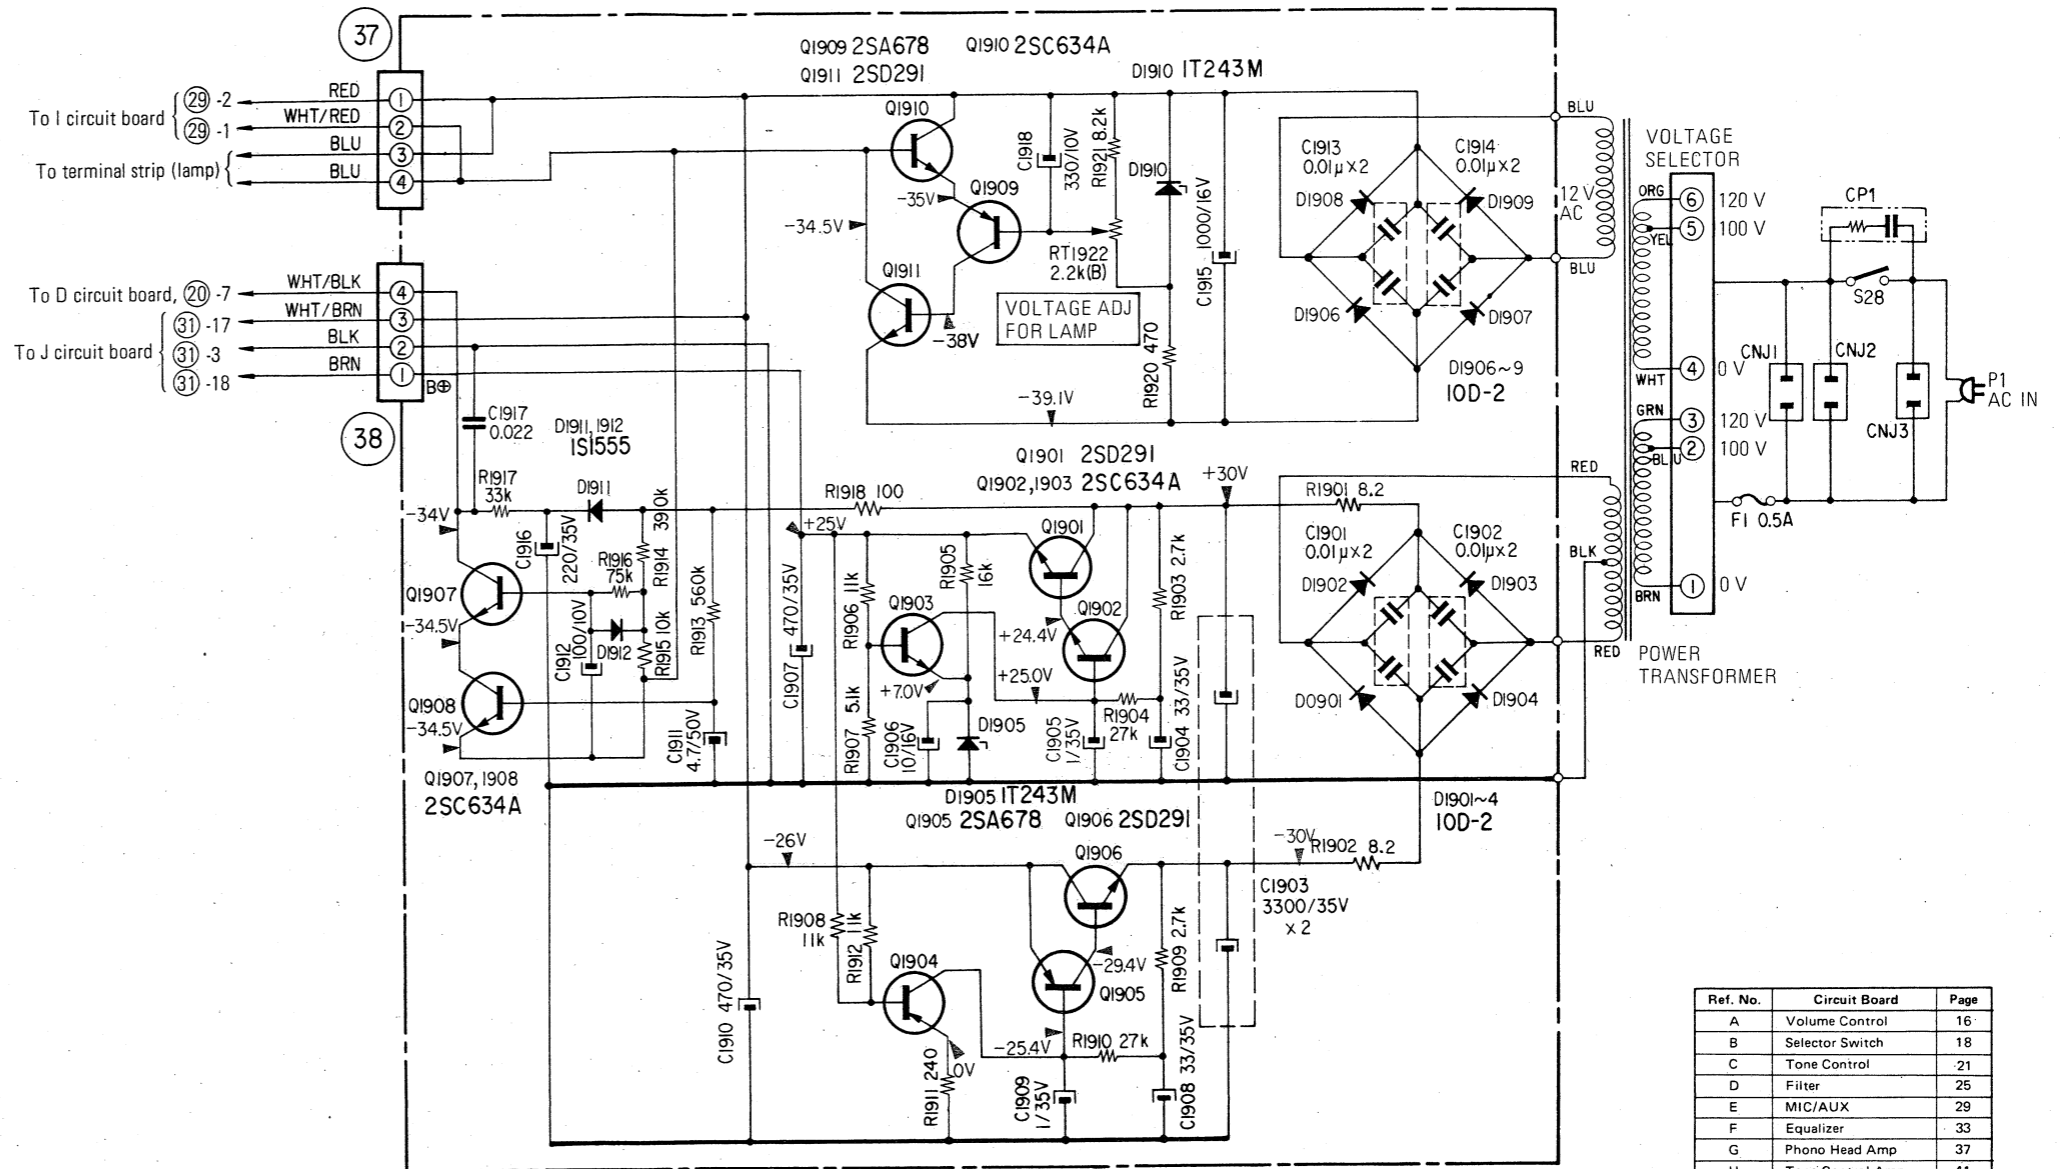 37
Q1909 2SA678 Q1910 2SC634A
Q1911 2SD291
D1910 1T243M
To I circuit board
29 -2
29 -1
RED
WHT/RED
BLU
BLU
1
2
3
4
To terminal strip (lamp)
Q1910
-35V
Q1909
-34.5V
Q1911
-38V
C1918
330/10V
R1921 8.2k
D1910
RT1922
2.2k(B)
VOLTAGE ADJ
FOR LAMP
R1920 470
C1915 1000/16V
-39.1V
C1913
0.01μ×2
C1914
0.01μ×2
D1908
D1909
D1906
D1907
D1906~9
10D-2
BLU
12V
AC
BLU
VOLTAGE
SELECTOR
ORG
6 120 V
YEL
5 100 V
WHT
4 0 V
GRN
3 120 V
BLU
2 100 V
BRN
1 0 V
CP1
S28
CNJ1
CNJ2
CNJ3
P1
AC IN
F1 0.5A
To D circuit board, 20 -7
To J circuit board
31 -17
31 -3
31 -18
WHT/BLK
WHT/BRN
BLK
BRN
4
3
2
1
B⊕
38
C1917
0.022
D1911, 1912
1S1555
R1917
33k
D1911
-34V
C1916
220/35V
R1916
75k
R1914
390k
Q1907
-34.5V
C1912
100/10V
D1912
R1915 10k
R1913 560k
Q1908
-34.5V
C1911
4.7/50V
Q1907, 1908
2SC634A
Q1901 2SD291
Q1902, 1903 2SC634A
+30V
R1918 100
+25V
Q1901
R1905
16k
R1906 11k
Q1903
C1907 470/35V
+24.4V
Q1902
R1903 2.7k
+7.0V
+25.0V
R1907 5.1k
C1906
10/16V
D1905
C1905
1/35V
R1904
27k
C1904 33/35V
R1901 8.2
C1901
0.01μ×2
C1902
0.01μ×2
D1902
D1903
D0901
D1904
D1901~4
10D-2
RED
BLK
RED
POWER
TRANSFORMER
D1905 1T243M
Q1905 2SA678 Q1906 2SD291
-26V
Q1906
-30V
R1902 8.2
C1903
3300/35V
×2
R1908
11k
R1912 11k
Q1904
-29.4V
Q1905
R1909 2.7k
C1910 470/35V
0V
R1911 240
-25.4V
R1910 27k
C1909
1/35V
C1908 33/35V
Ref. No. Circuit Board Page
A Volume Control 16
B Selector Switch 18
C Tone Control 21
D Filter 25
E MIC/AUX 29
F Equalizer 33
G Phono Head Amp 37